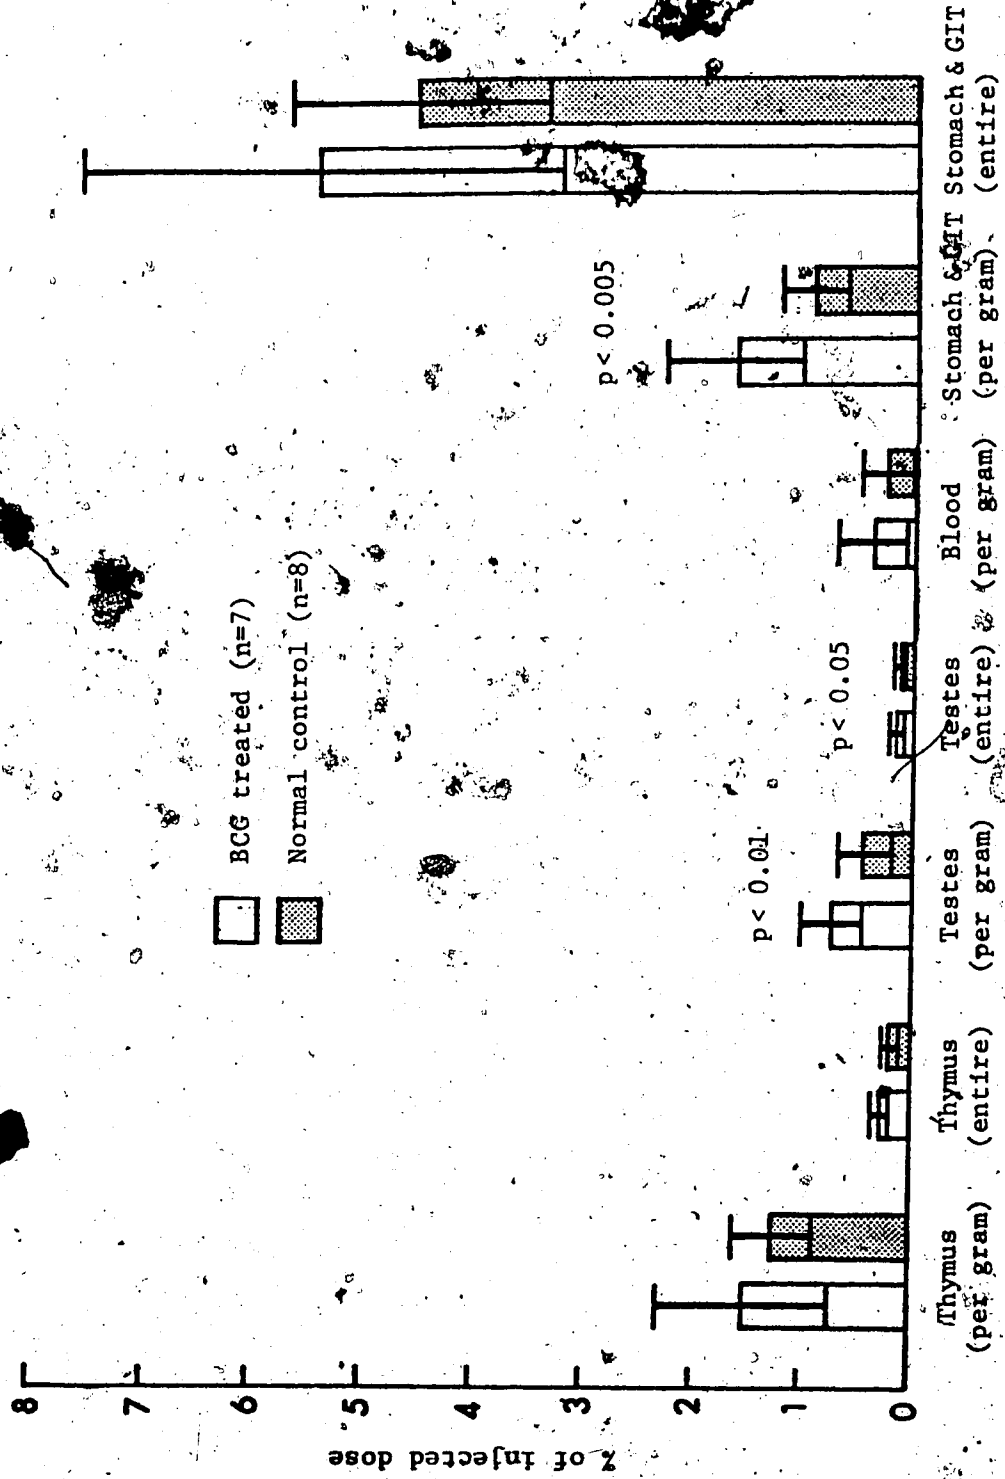 % of injected dose
8
7
6
5
4
3
2
1
0
BCG treated (n=7)
Normal control (n=8)
p< 0.01
p< 0.05
p< 0.005
Thymus
(per gram)
Thymus
(entire)
Testes
(per gram)
Testes
(entire)
Blood
(per gram)
Stomach & GIT
(per gram)
Stomach & GIT
(entire)